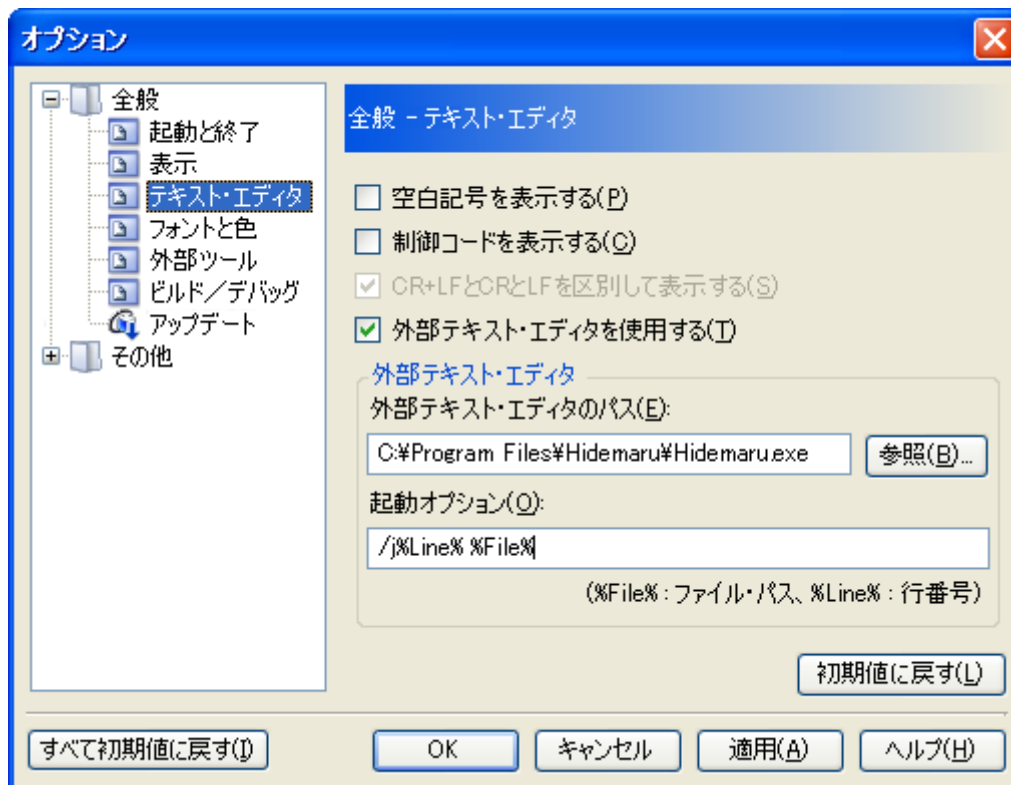 オプション
全般
起動と終了
表示
テキスト・エディタ
フォントと色
外部ツール
ビルド／デバッグ
アップデート
その他
全般 － テキスト・エディタ
空白記号を表示する(P)
制御コードを表示する(C)
CR+LFとCRとLFを区別して表示する(S)
外部テキスト・エディタを使用する(T)
外部テキスト・エディタ
外部テキスト・エディタのパス(E):
C:¥Program Files¥Hidemaru¥Hidemaru.exe
参照(B)...
起動オプション(O):
/j%Line% %File%
(%File% : ファイル・パス、%Line% : 行番号)
初期値に戻す(L)
すべて初期値に戻す(I)
OK
キャンセル
適用(A)
ヘルプ(H)